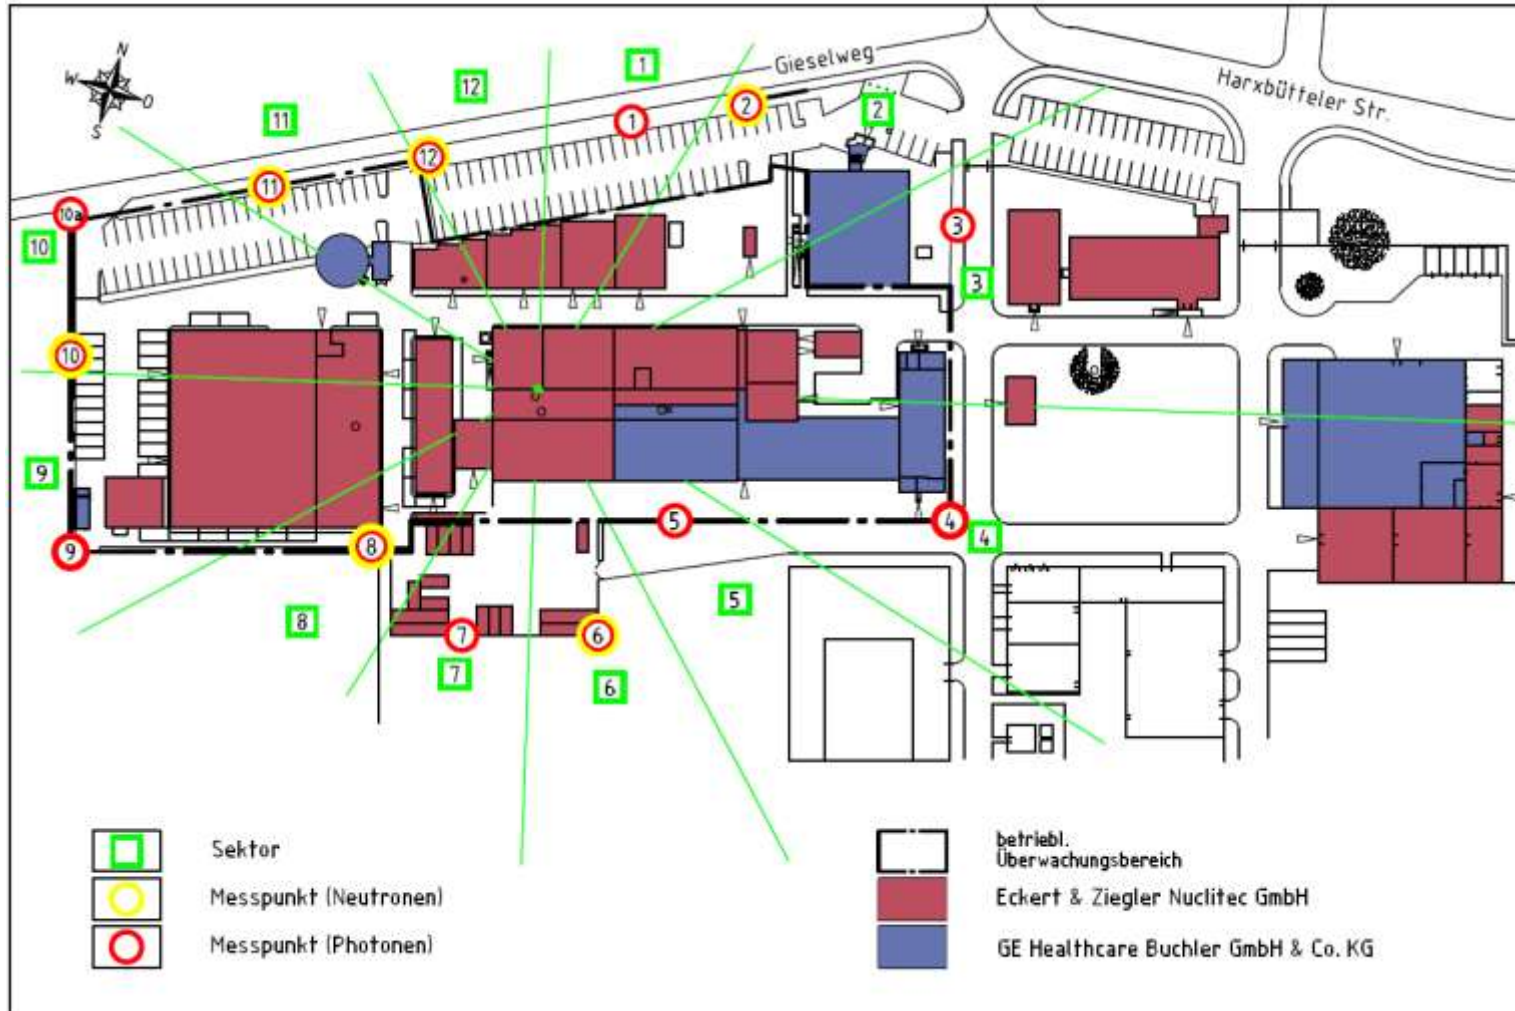 Gieselweg
Harxbütteler Str.
N
W
O
S
1
12
11
2
2
1
12
11
10a
10
3
3
10
9
9
8
5
4
4
8
5
7
6
7
6
Sektor
Messpunkt (Neutronen)
Messpunkt (Photonen)
betriebl.
Überwachungsbereich
Eckert & Ziegler Nuclitec GmbH
GE Healthcare Buchler GmbH & Co. KG